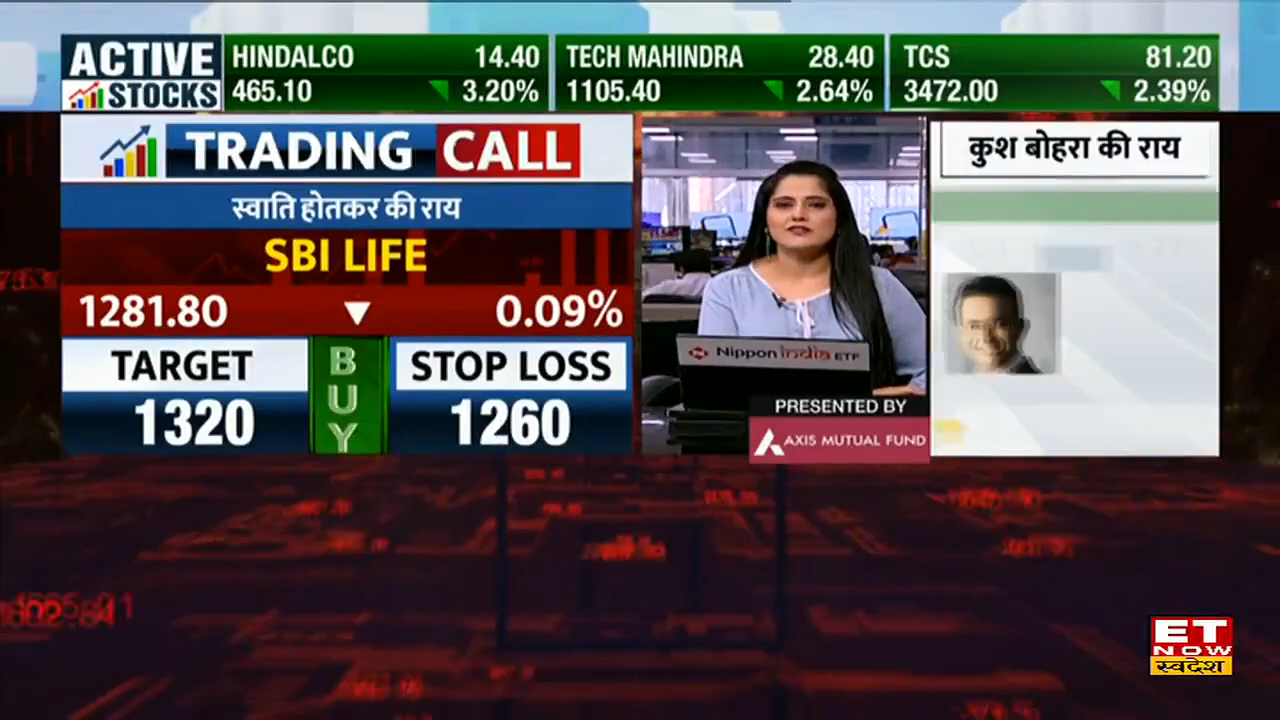 ACTIVE STOCKS
HINDALCO 14.40
465.10 3.20%
TECH MAHINDRA 28.40
1105.40 2.64%
TCS 81.20
3472.00 2.39%
TRADING CALL
स्वाति होतकर की राय
SBI LIFE
1281.80 0.09%
TARGET
1320
BUY
STOP LOSS
1260
Nippon india ETF
PRESENTED BY
AXIS MUTUAL FUND
कुश बोहरा की राय
ET
NOW
स्वदेश